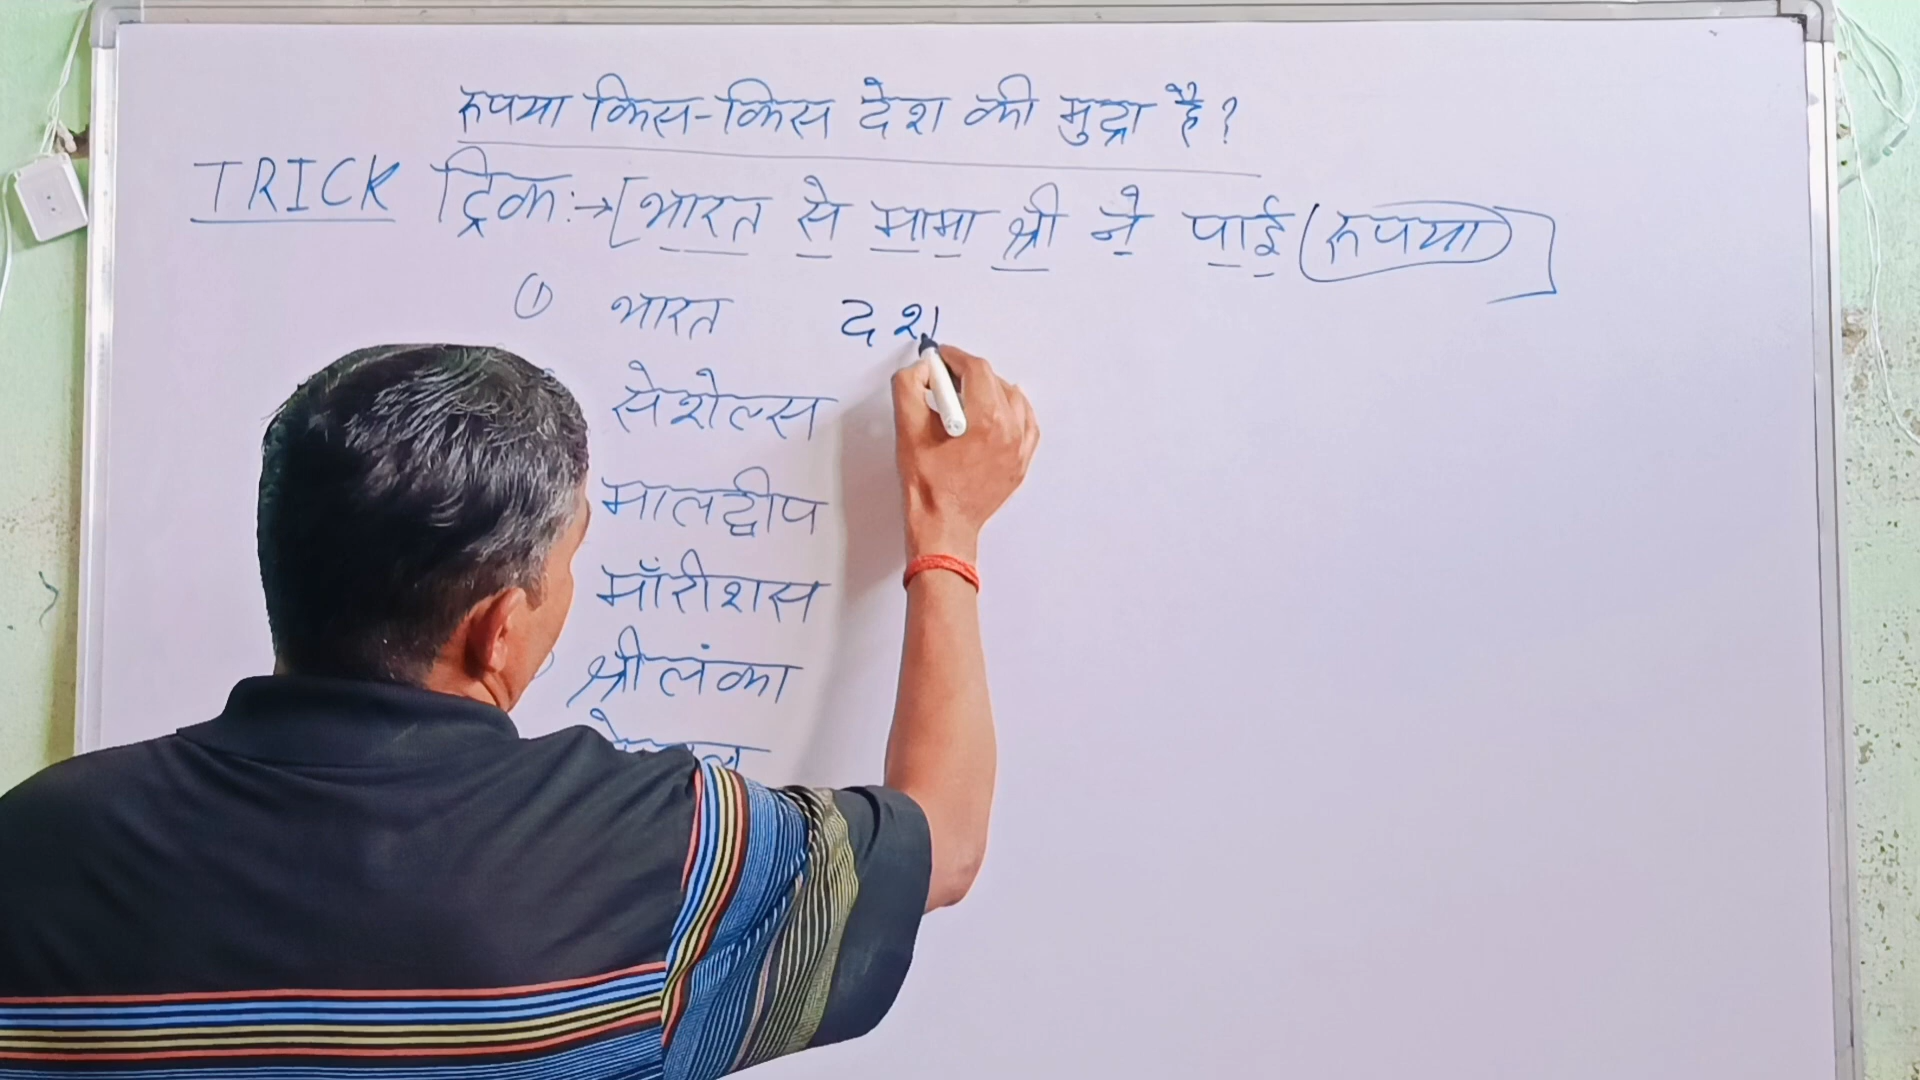 रुपया किस-किस देश की मुद्रा है?
TRICK ट्रिक:→[भारत से मामा श्री ने पाई (रुपया)]
① भारत दश
सेशेल्स
मालद्वीप
मॉरीशस
श्रीलंका